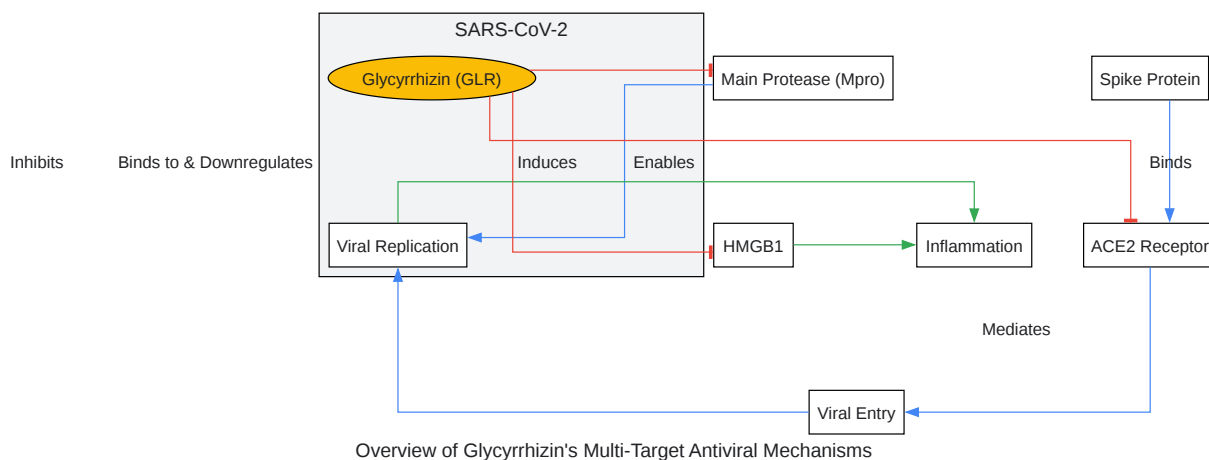 SARS-CoV-2
Glycyrrhizin (GLR)
Main Protease (Mpro)
Spike Protein
Inhibits
Binds to & Downregulates
Induces
Enables
Binds
Viral Replication
HMGB1
Inflammation
ACE2 Receptor
Mediates
Viral Entry
Overview of Glycyrrhizin's Multi-Target Antiviral Mechanisms